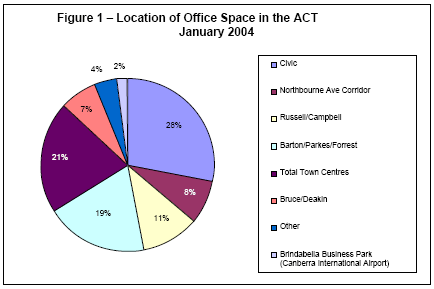 Figure 1 – Location of Office Space in the ACT
January 2004
4%
2%
7%
28%
21%
8%
19%
11%
Civic
Northbourne Ave Corridor
Russell/Campbell
Barton/Parkes/Forrest
Total Town Centres
Bruce/Deakin
Other
Brindabella Business Park
(Canberra International Airport)